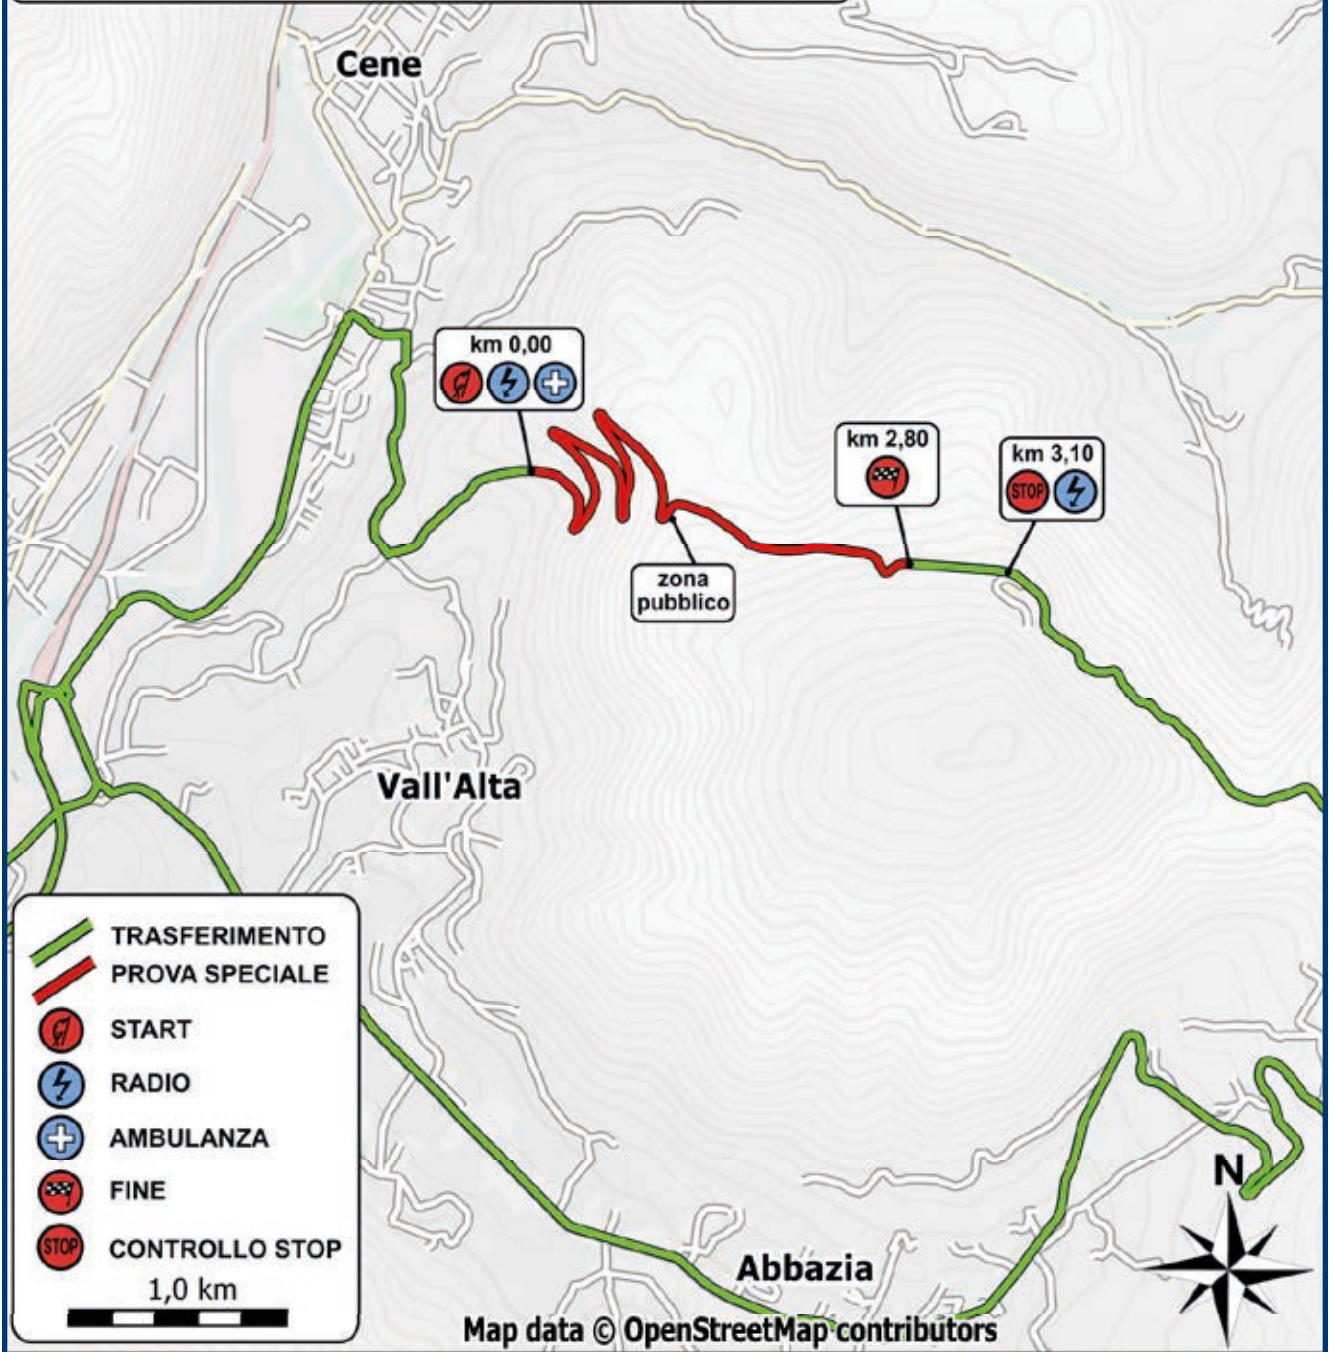 Cene
km 0,00
km 2,80
km 3,10
STOP
zona
pubblico
Vall'Alta
TRASFERIMENTO
PROVA SPECIALE
START
RADIO
AMBULANZA
FINE
STOP CONTROLLO STOP
1,0 km
N
Abbazia
Map data © OpenStreetMap contributors